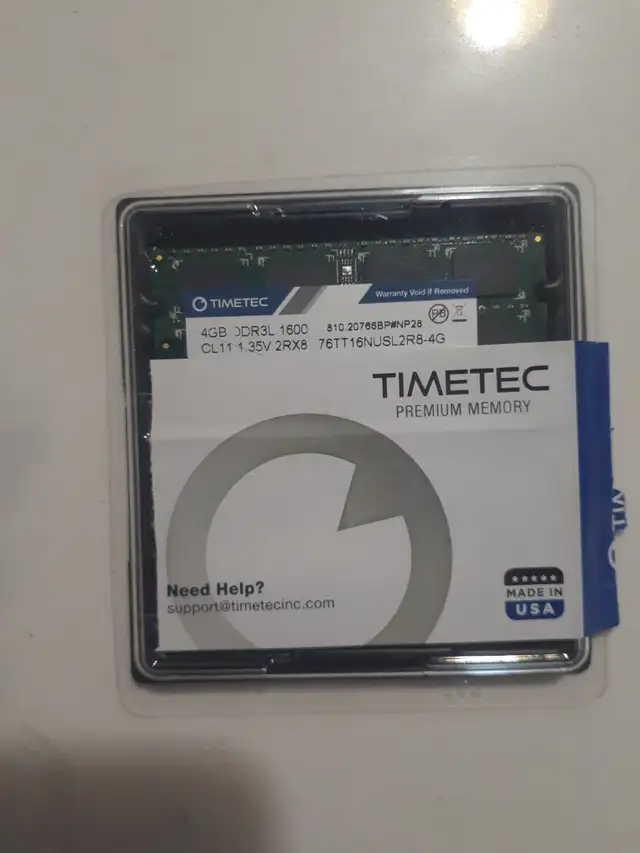 TIMETEC
Warranty Void if Removed
4GB DDR3L 1600 810.20766BP#NP28
CL11 1.35V 2RX8 76TT16NUSL2R8-4G
PB
TIMETEC
PREMIUM MEMORY
Need Help?
support@timetecinc.com
MADE IN
USA